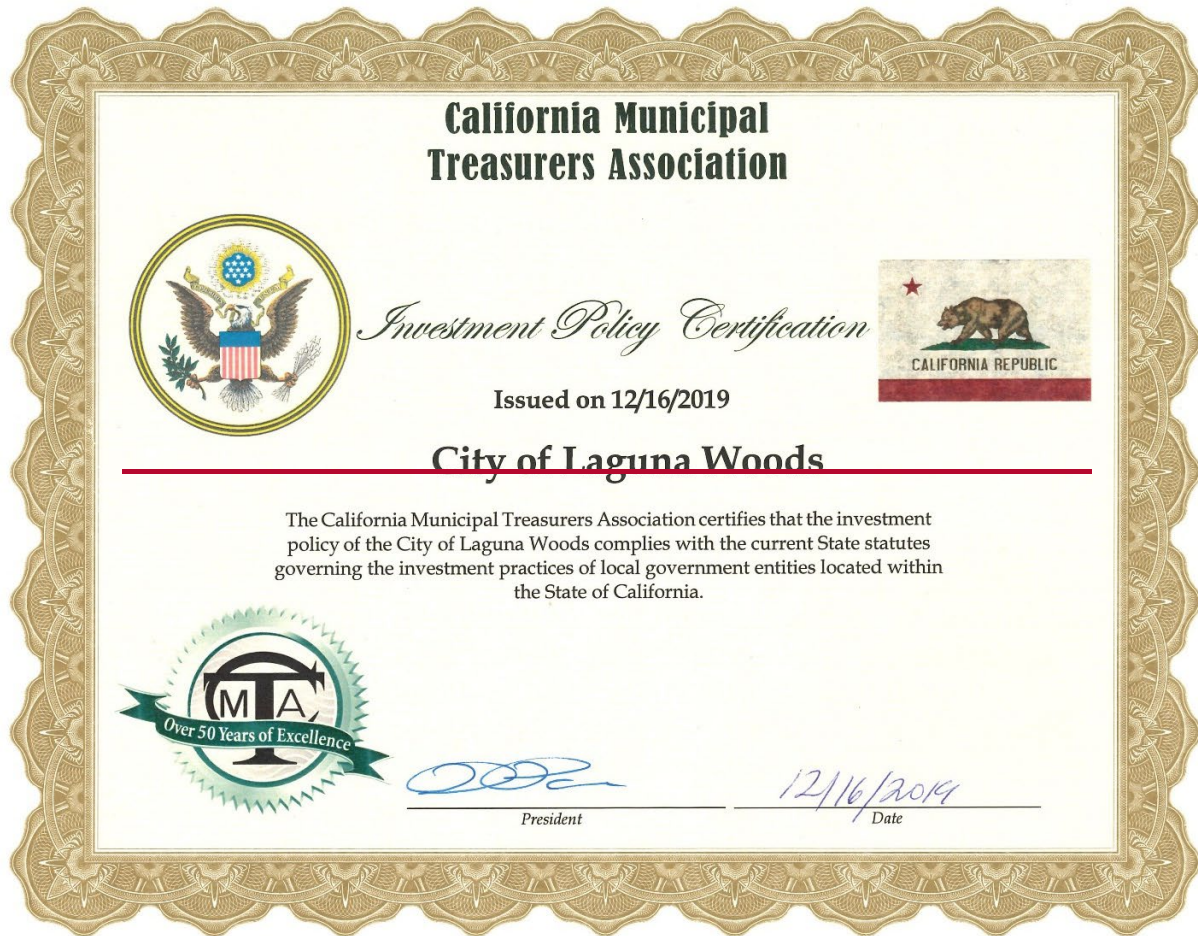 California Municipal
Treasurers Association
Investment Policy Certification
CALIFORNIA REPUBLIC
Issued on 12/16/2019
City of Laguna Woods
The California Municipal Treasurers Association certifies that the investment
policy of the City of Laguna Woods complies with the current State statutes
governing the investment practices of local government entities located within
the State of California.
CMTA
Over 50 Years of Excellence
12/16/2019
President
Date